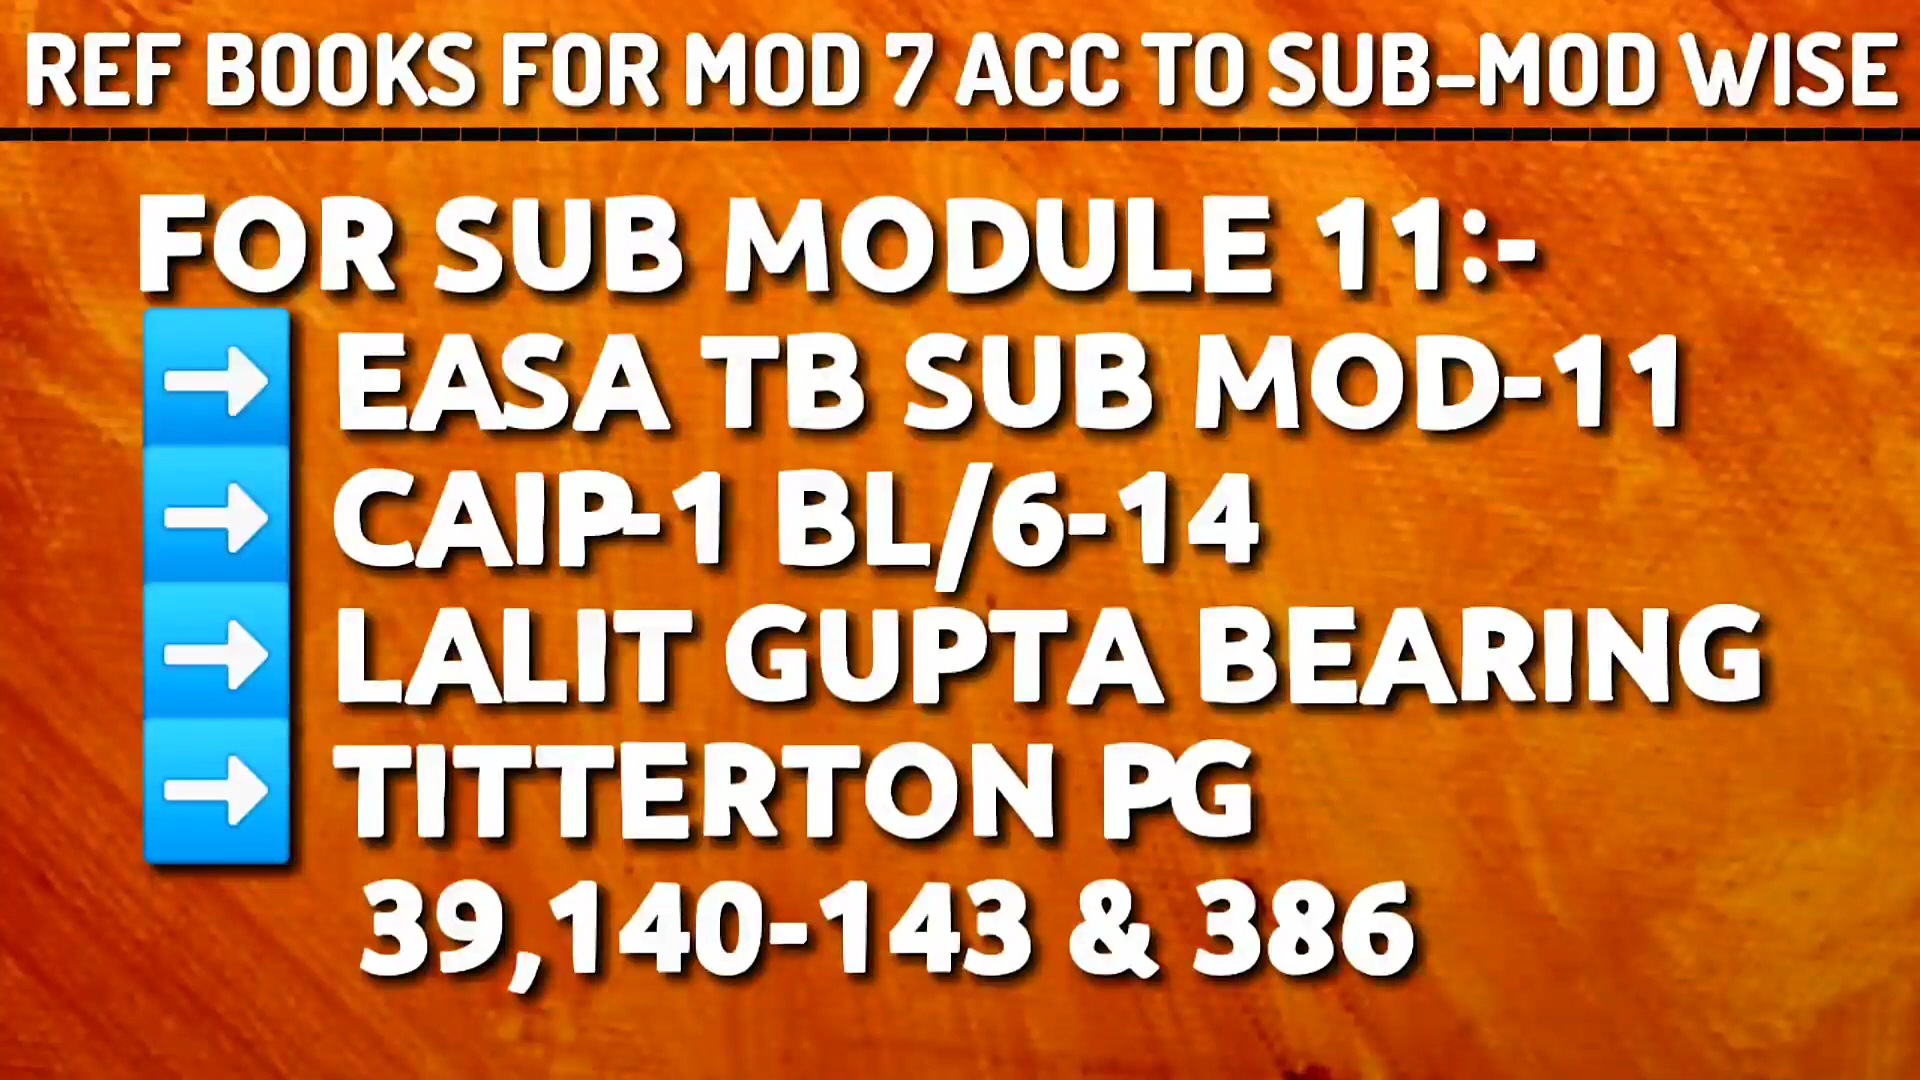 REF BOOKS FOR MOD 7 ACC TO SUB-MOD WISE
FOR SUB MODULE 11:-
➡ EASA TB SUB MOD-11
➡ CAIP-1 BL/6-14
➡ LALIT GUPTA BEARING
➡ TITTERTON PG
39,140-143 & 386